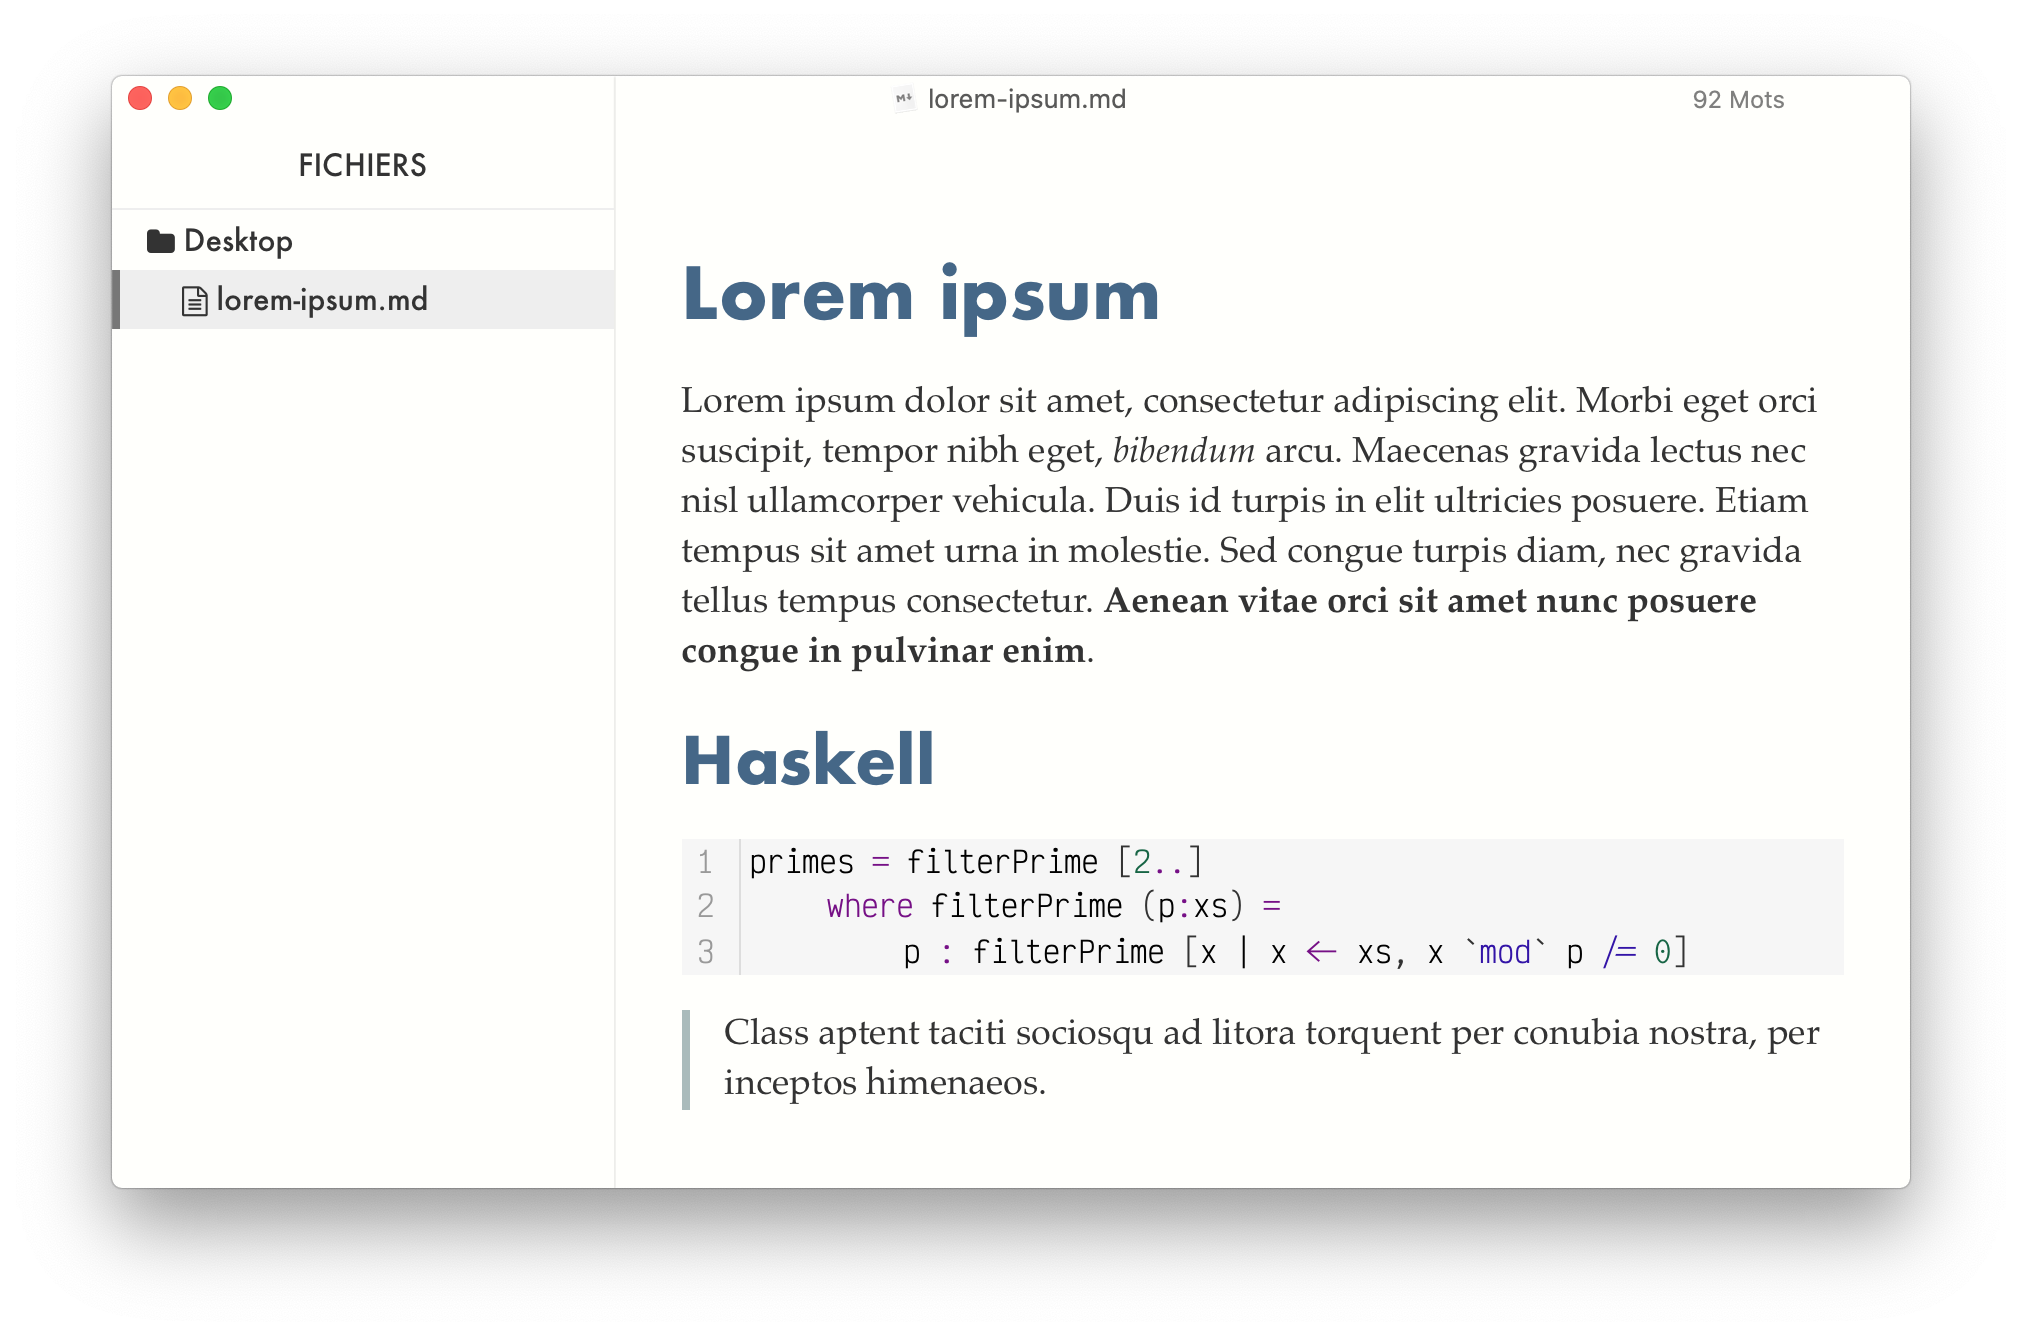 lorem-ipsum.md
92 Mots
FICHIERS
Desktop
lorem-ipsum.md
Lorem ipsum
Lorem ipsum dolor sit amet, consectetur adipiscing elit. Morbi eget orci
suscipit, tempor nibh eget, bibendum arcu. Maecenas gravida lectus nec
nisl ullamcorper vehicula. Duis id turpis in elit ultricies posuere. Etiam
tempus sit amet urna in molestie. Sed congue turpis diam, nec gravida
tellus tempus consectetur. Aenean vitae orci sit amet nunc posuere
congue in pulvinar enim.
Haskell
1 primes = filterPrime [2..]
2     where filterPrime (p:xs) =
3         p : filterPrime [x | x <- xs, x `mod` p /= 0]
Class aptent taciti sociosqu ad litora torquent per conubia nostra, per
inceptos himenaeos.